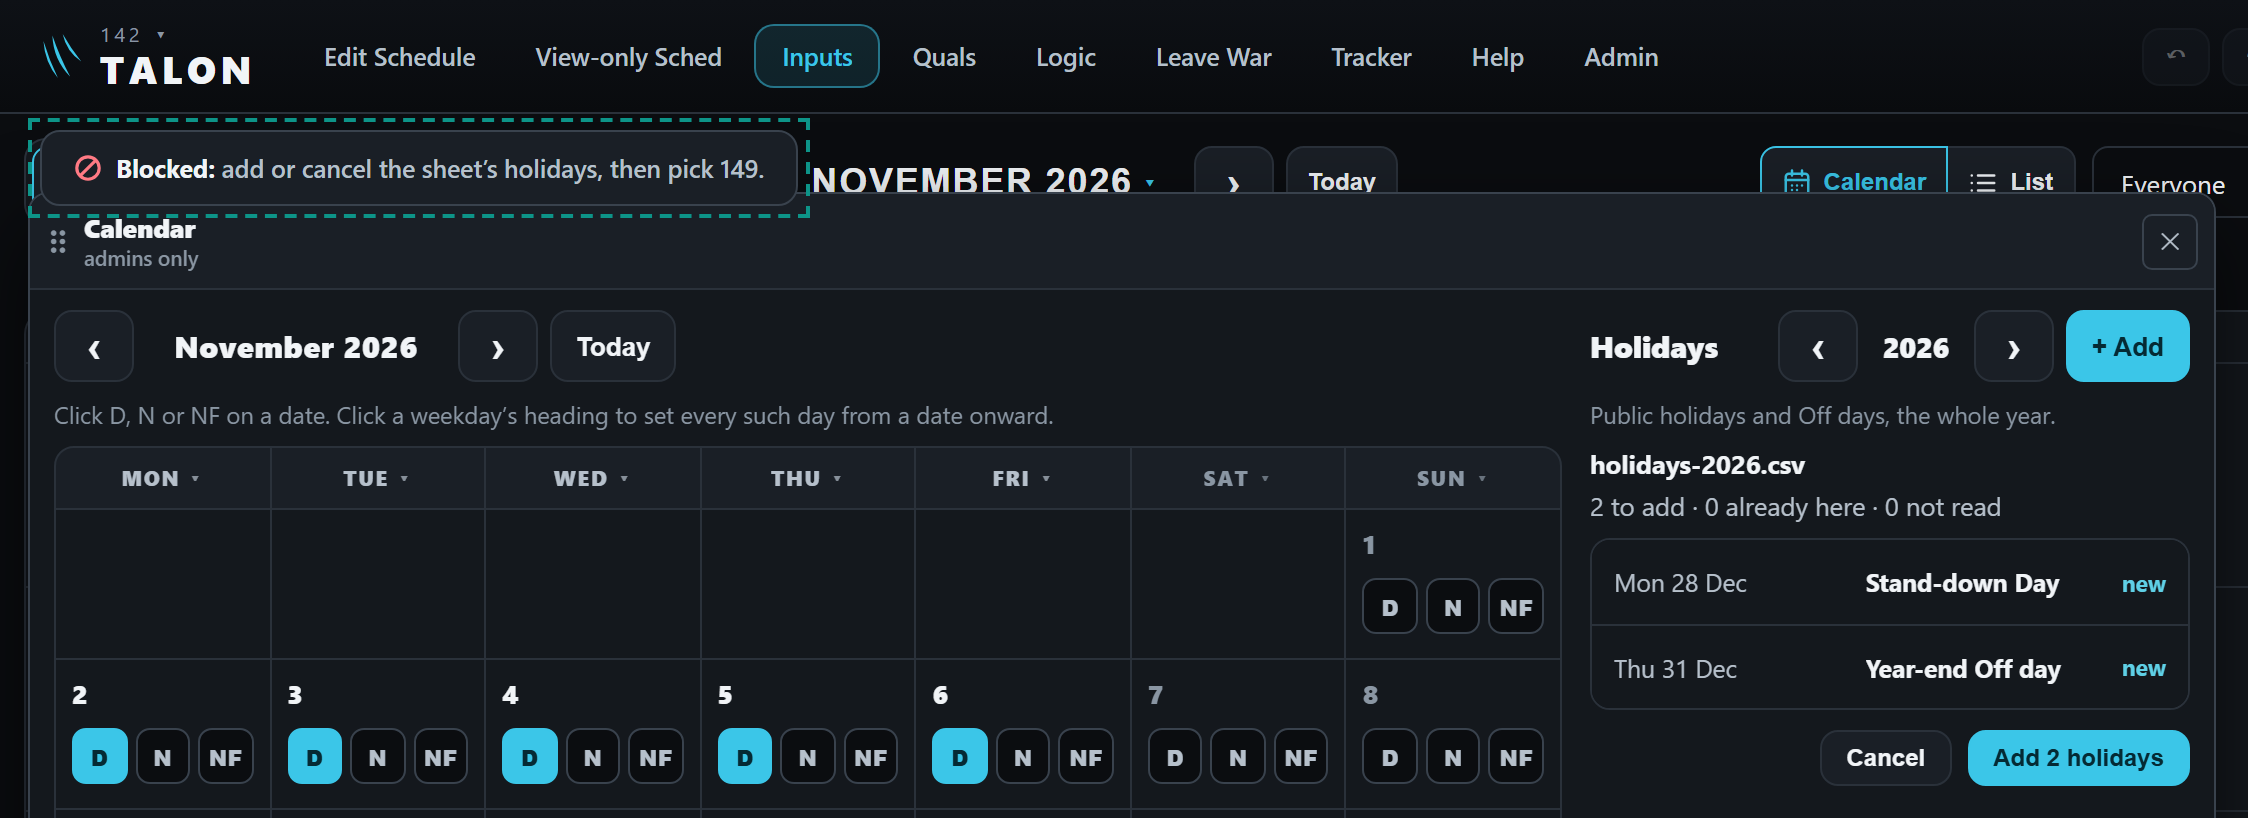 142 ▾
TALON
Edit Schedule
View-only Sched
Inputs
Quals
Logic
Leave War
Tracker
Help
Admin
Blocked: add or cancel the sheet’s holidays, then pick 149.
NOVEMBER 2026 ▾
›
Today
Calendar
List
Everyone
Calendar
admins only
‹
November 2026
›
Today
Click D, N or NF on a date. Click a weekday’s heading to set every such day from a date onward.
MON ▾ TUE ▾ WED ▾ THU ▾ FRI ▾ SAT ▾ SUN ▾
1
D N NF
2 3 4 5 6 7 8
D N NF D N NF D N NF D N NF D N NF D N NF D N NF
Holidays
‹
2026
›
+ Add
Public holidays and Off days, the whole year.
holidays-2026.csv
2 to add · 0 already here · 0 not read
Mon 28 Dec Stand-down Day new
Thu 31 Dec Year-end Off day new
Cancel
Add 2 holidays